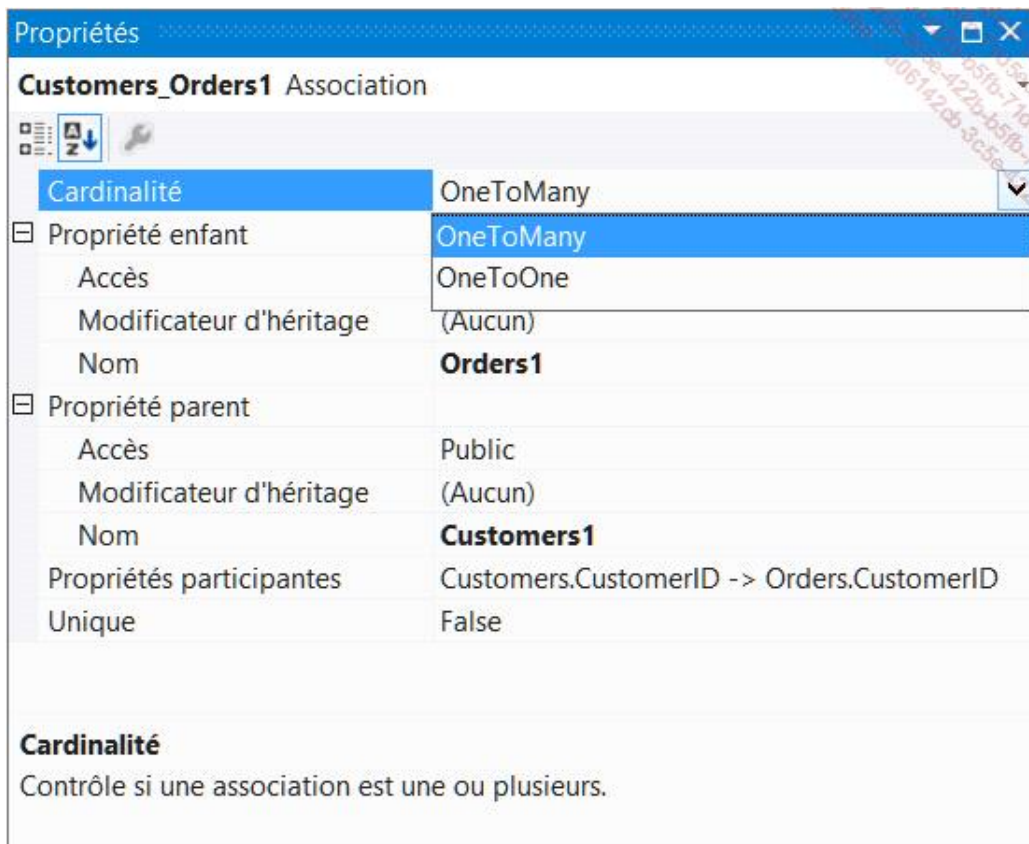 Propriétés
Customers_Orders1 Association
Cardinalité OneToMany
OneToMany
OneToOne
Propriété enfant
Accès
Modificateur d'héritage (Aucun)
Nom Orders1
Propriété parent
Accès Public
Modificateur d'héritage (Aucun)
Nom Customers1
Propriétés participantes Customers.CustomerID -> Orders.CustomerID
Unique False
Cardinalité
Contrôle si une association est une ou plusieurs.